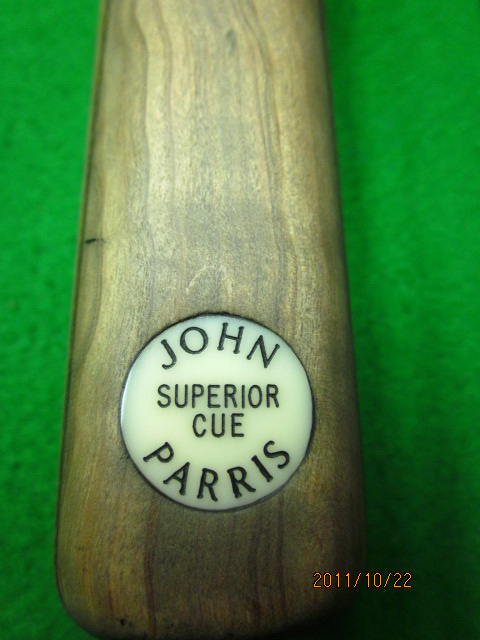 JOHN
SUPERIOR
CUE
PARRIS
2011/10/22